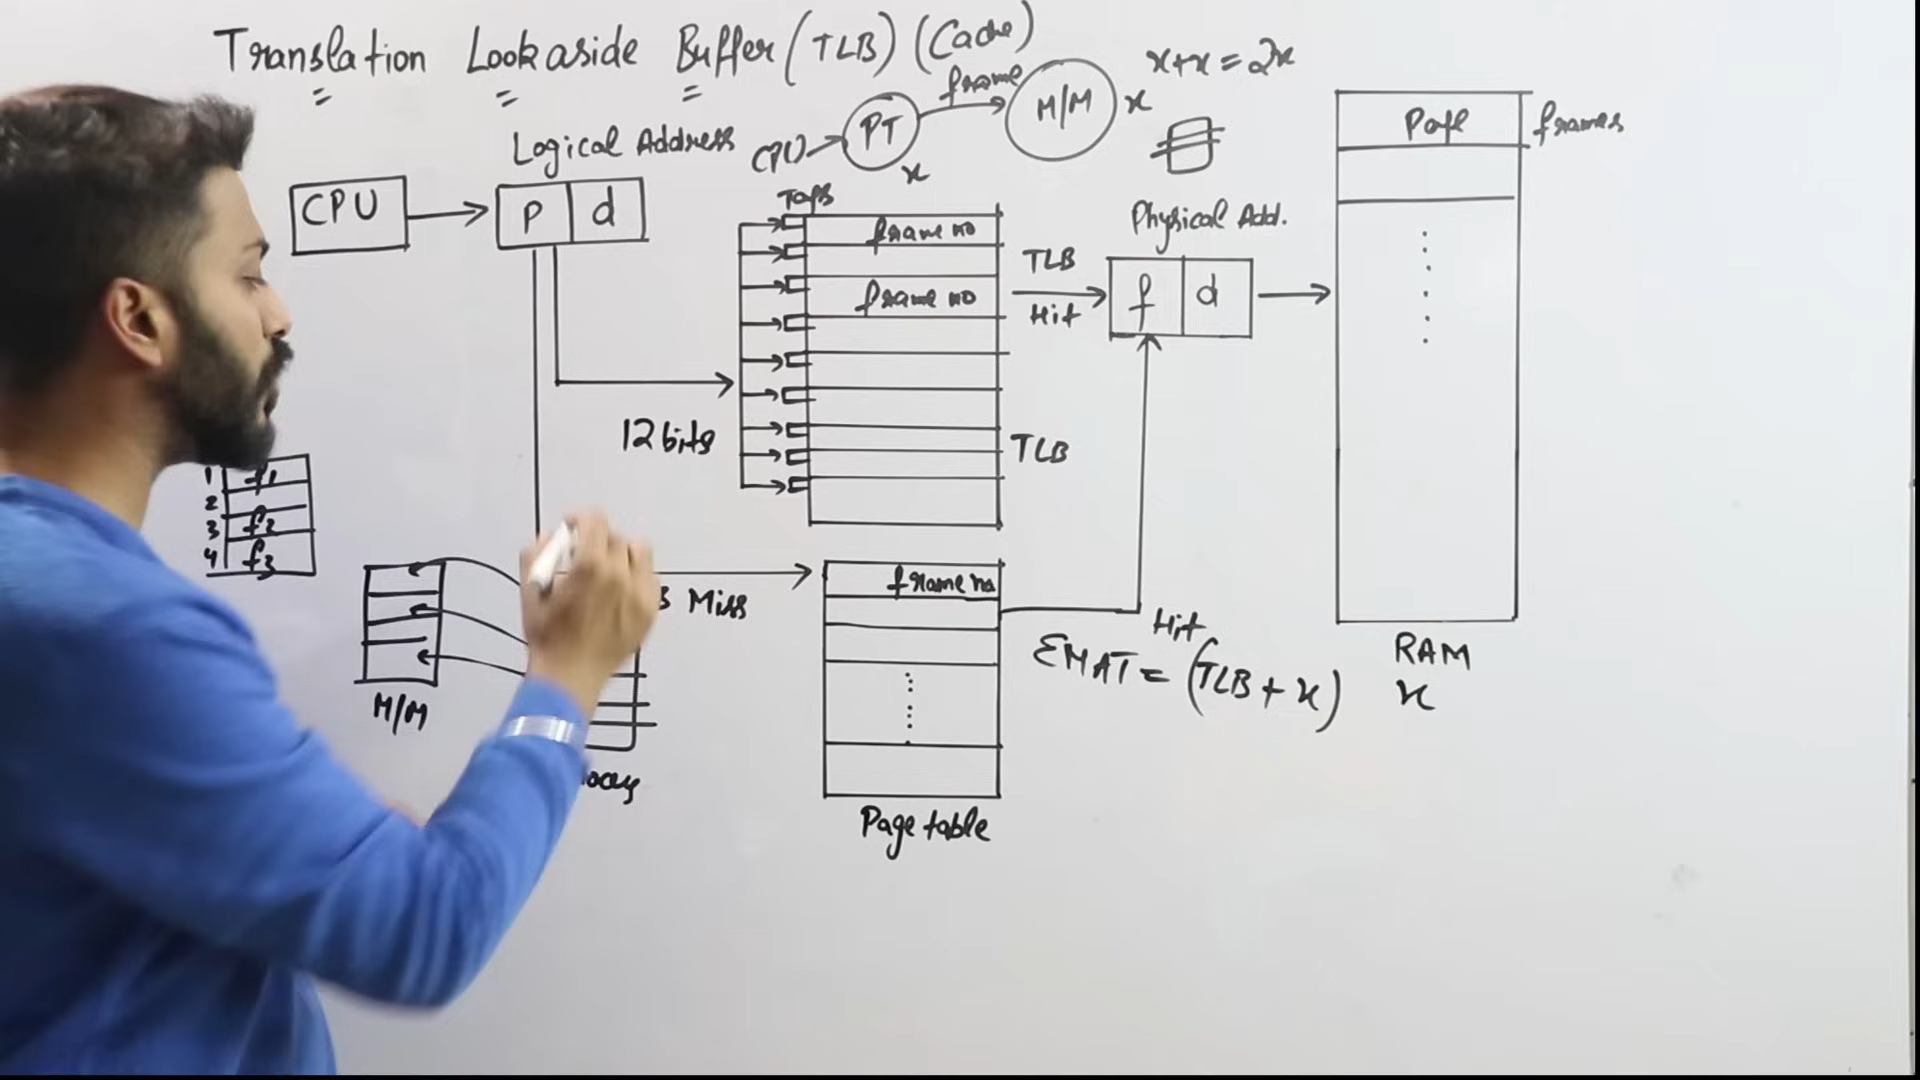 Translation Lookaside Buffer (TLB) (Cache)
x+x = 2x
Logical Address
CPU → PT frame → M/M x
x
Page
frames
CPU
P d
Tags
frame no
frame no
TLB
Hit
Physical Add.
f d
12 bits
TLB
1 f1
2
3 f2
4 f3
Miss
frame no
M/M
Page table
Hit
EMAT = (TLB + x)
RAM
x